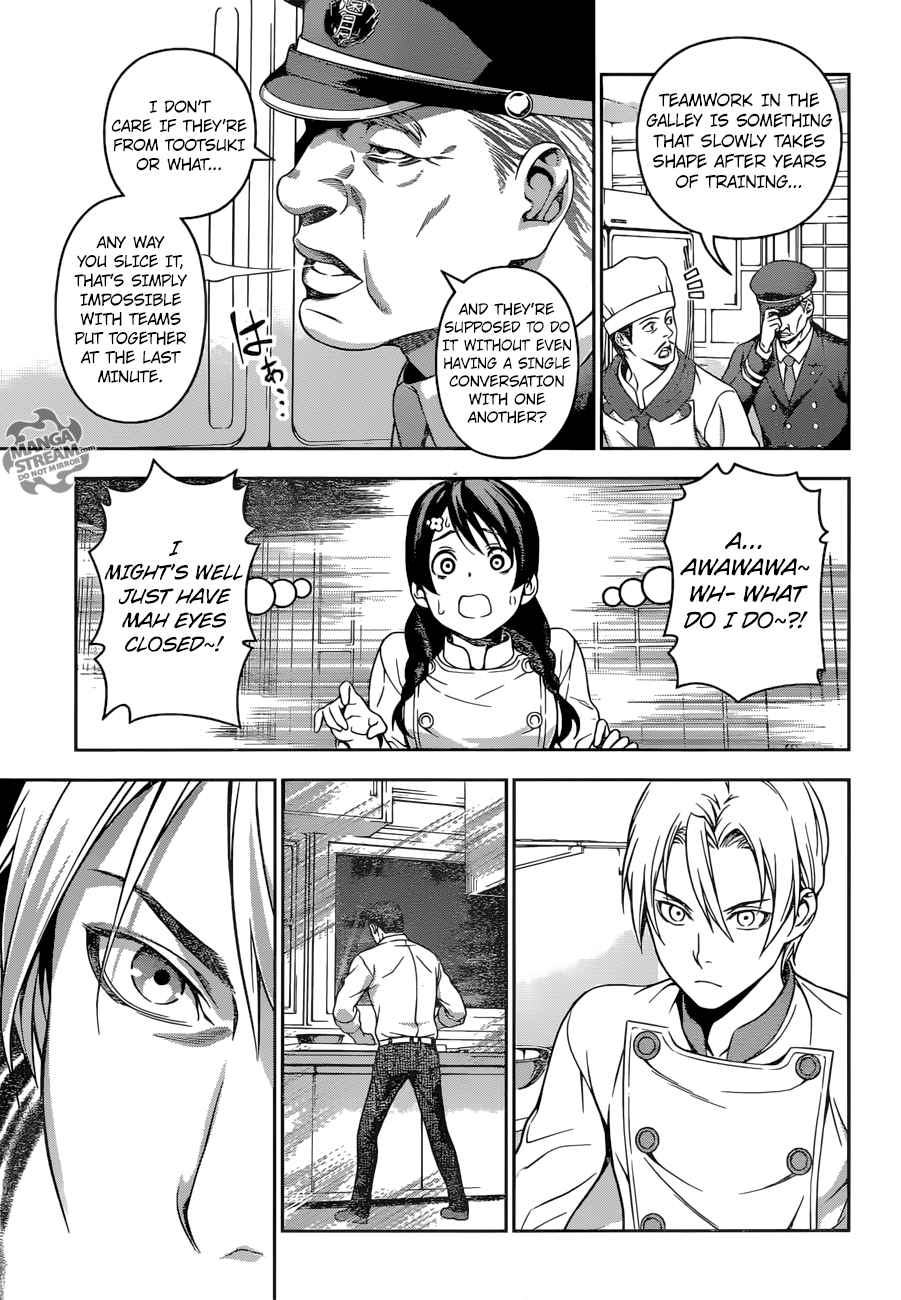 TEAMWORK IN THE
GALLEY IS SOMETHING
THAT SLOWLY TAKES
SHAPE AFTER YEARS
OF TRAINING...
AND THEY'RE
SUPPOSED TO DO
IT WITHOUT EVEN
HAVING A SINGLE
CONVERSATION
WITH ONE
ANOTHER?
I DON'T
CARE IF THEY'RE
FROM TOOTSUKI
OR WHAT...
ANY WAY
YOU SLICE IT,
THAT'S SIMPLY
IMPOSSIBLE
WITH TEAMS
PUT TOGETHER
AT THE LAST
MINUTE.
はぁ...
MANGA
STREAM.com
DO NOT MIRROR
A...
AWAWAWA~
WH- WHAT
DO I DO~?!
I
MIGHT'S WELL
JUST HAVE
MAH EYES
CLOSED~!